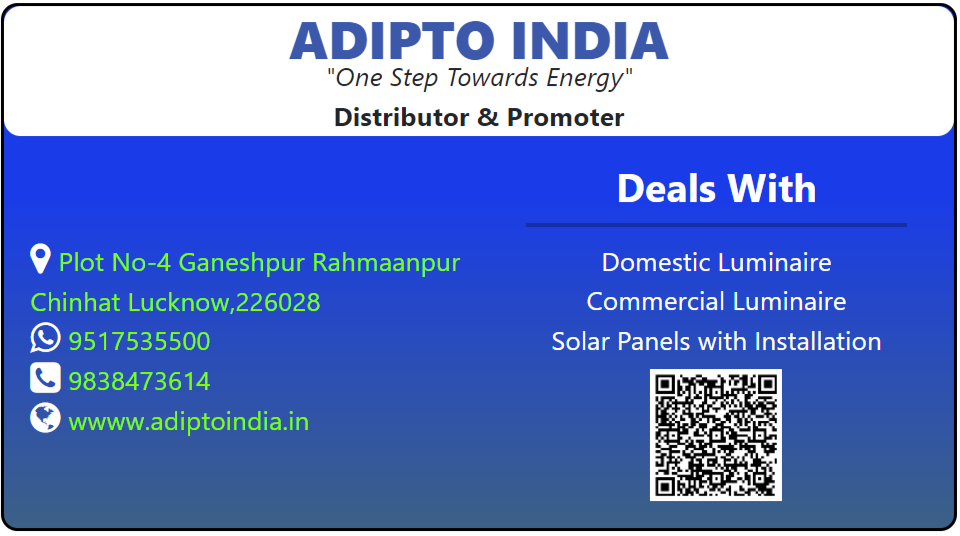 ADIPTO INDIA
"One Step Towards Energy"
Distributor & Promoter
Deals With
Plot No-4 Ganeshpur Rahmaanpur
Chinhat Lucknow,226028
9517535500
9838473614
wwww.adiptoindia.in
Domestic Luminaire
Commercial Luminaire
Solar Panels with Installation